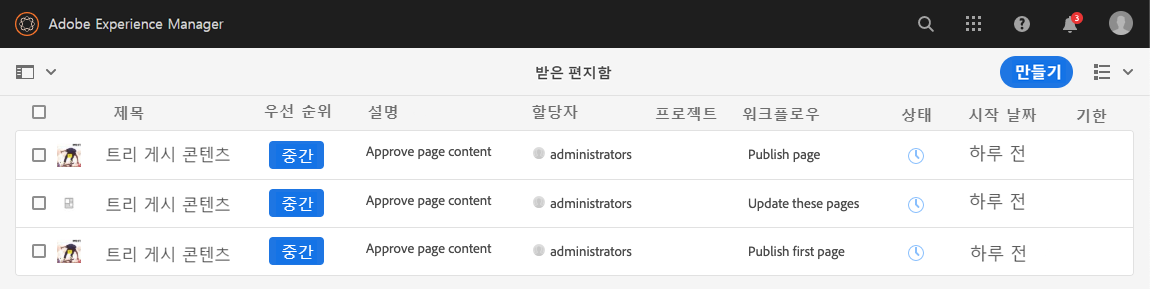 Adobe Experience Manager 3
받은 편지함 만들기
제목 우선 순위 설명 할당자 프로젝트 워크플로우 상태 시작 날짜 기한
트리 게시 콘텐츠 중간 Approve page content administrators Publish page 하루 전
트리 게시 콘텐츠 중간 Approve page content administrators Update these pages 하루 전
트리 게시 콘텐츠 중간 Approve page content administrators Publish first page 하루 전